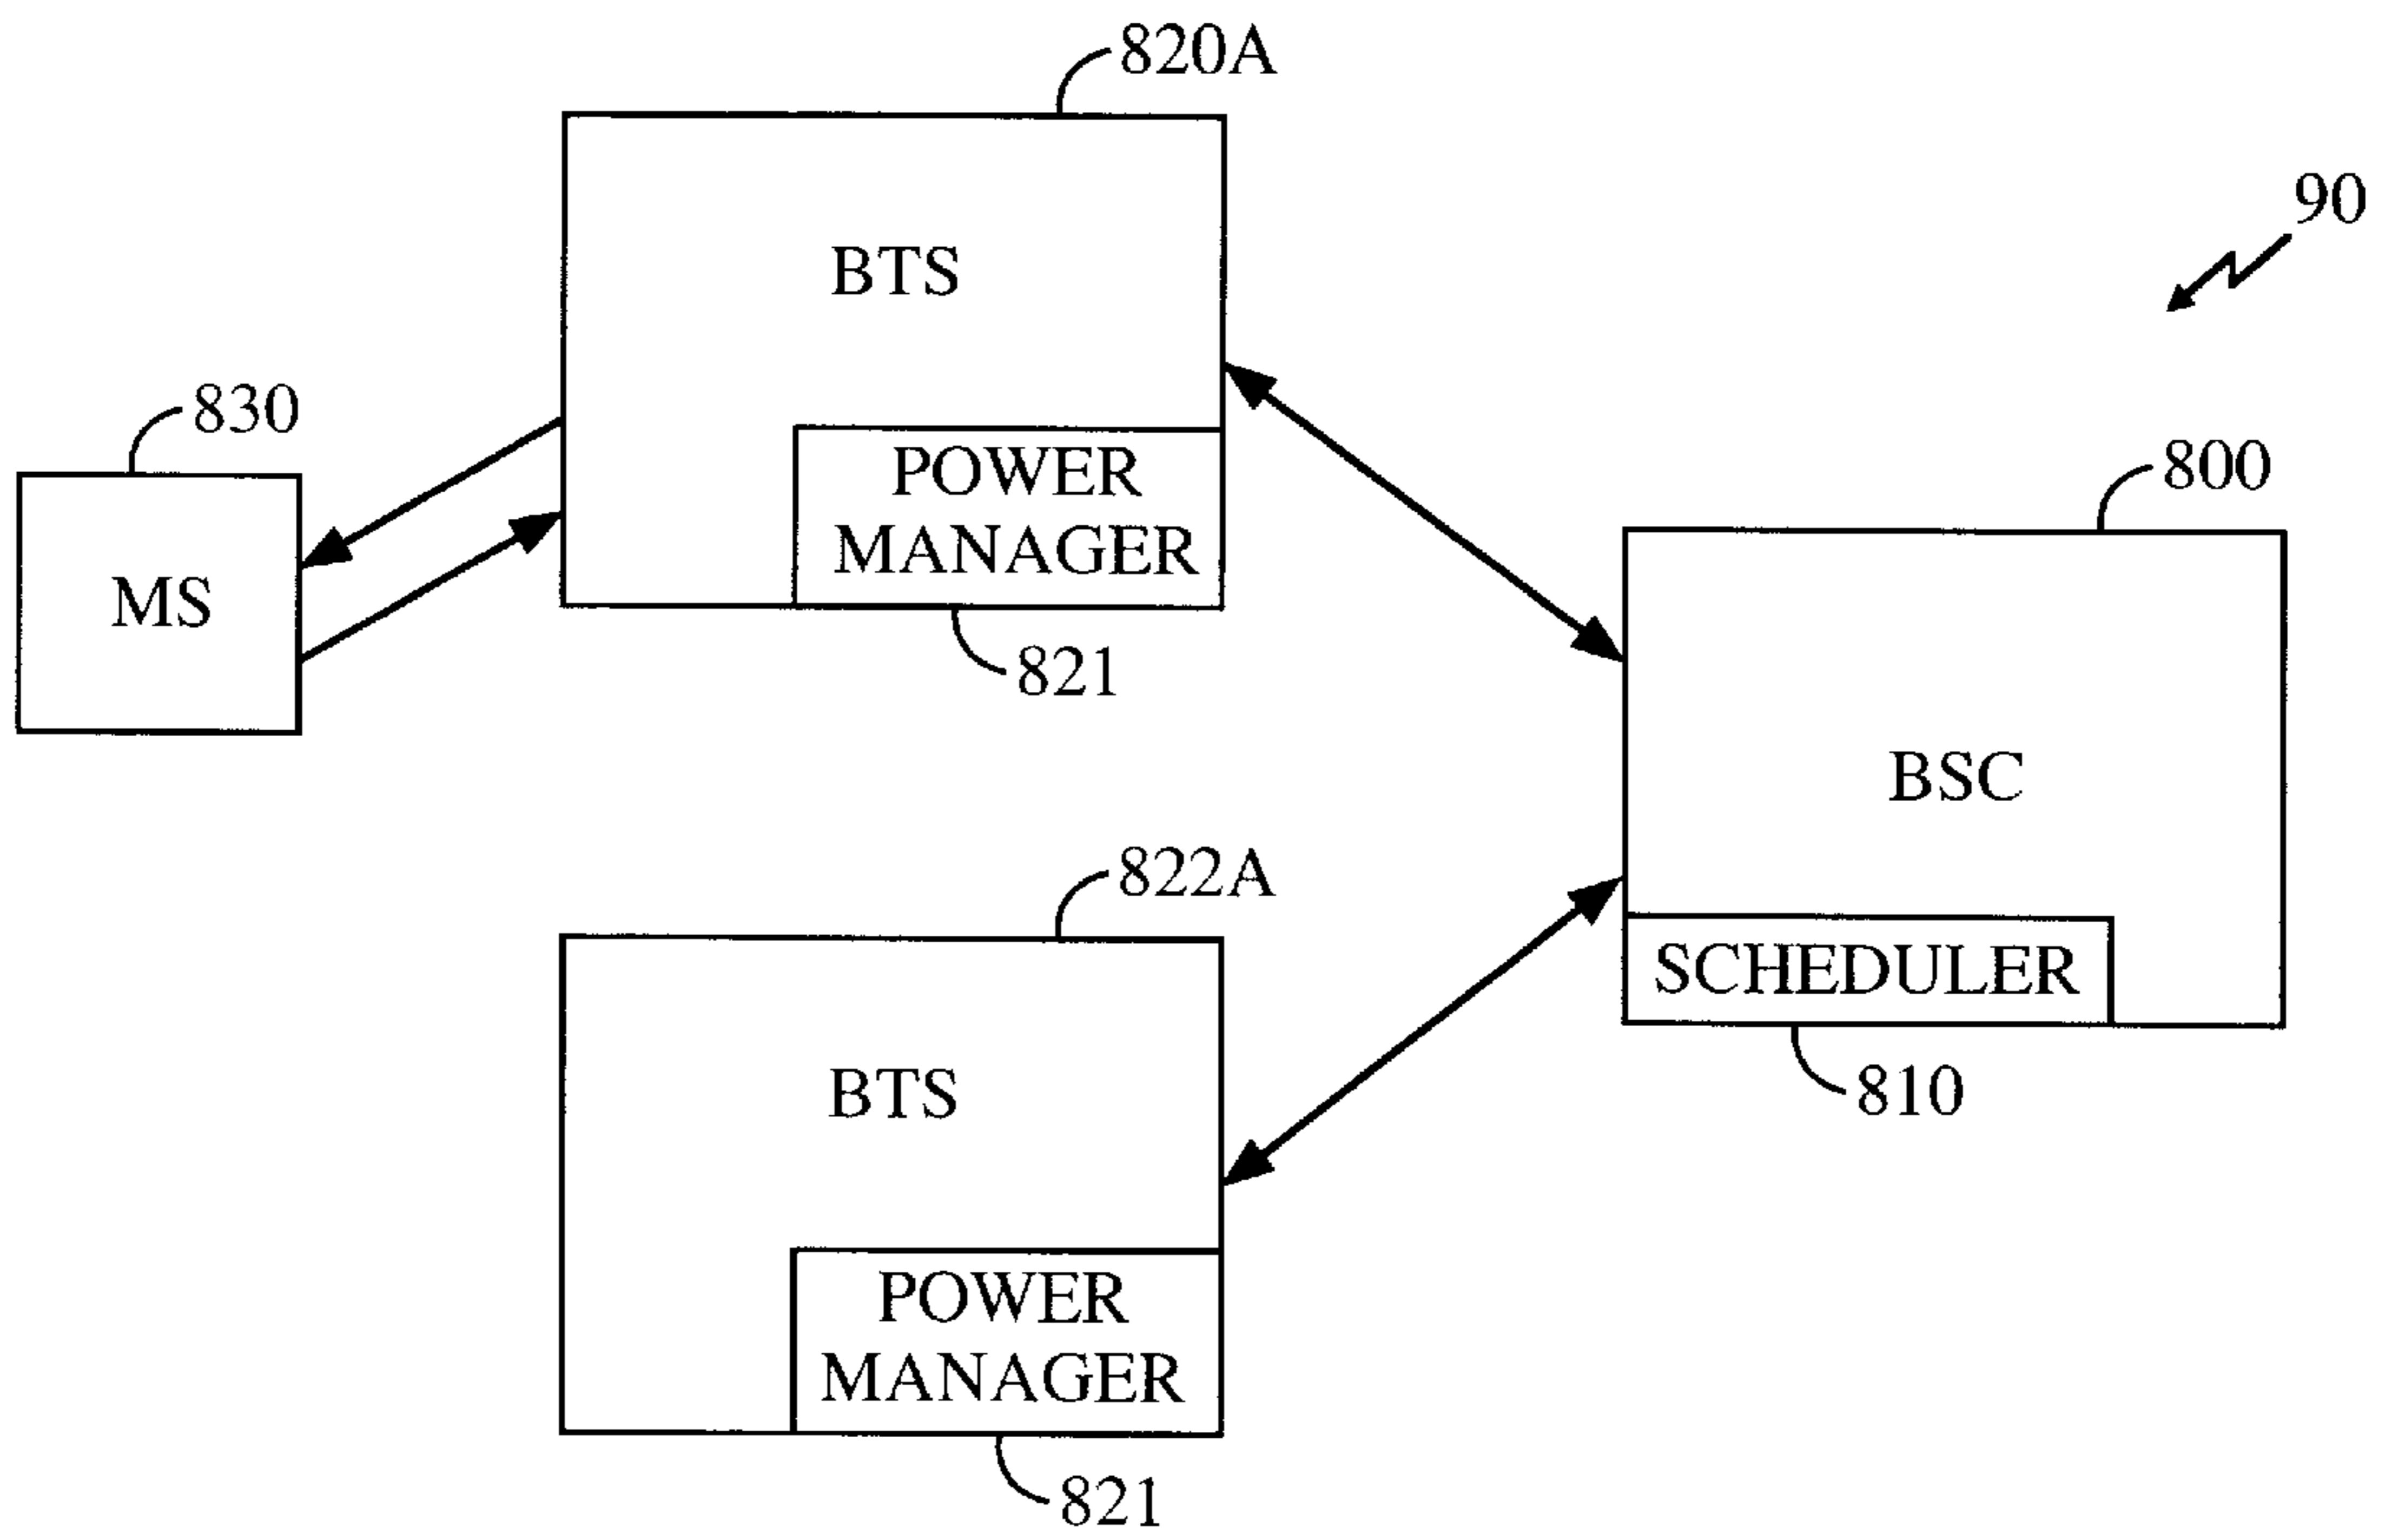 820A
90
BTS
830
POWER
MANAGER
800
MS
821
BSC
822A
SCHEDULER
BTS
810
POWER
MANAGER
821